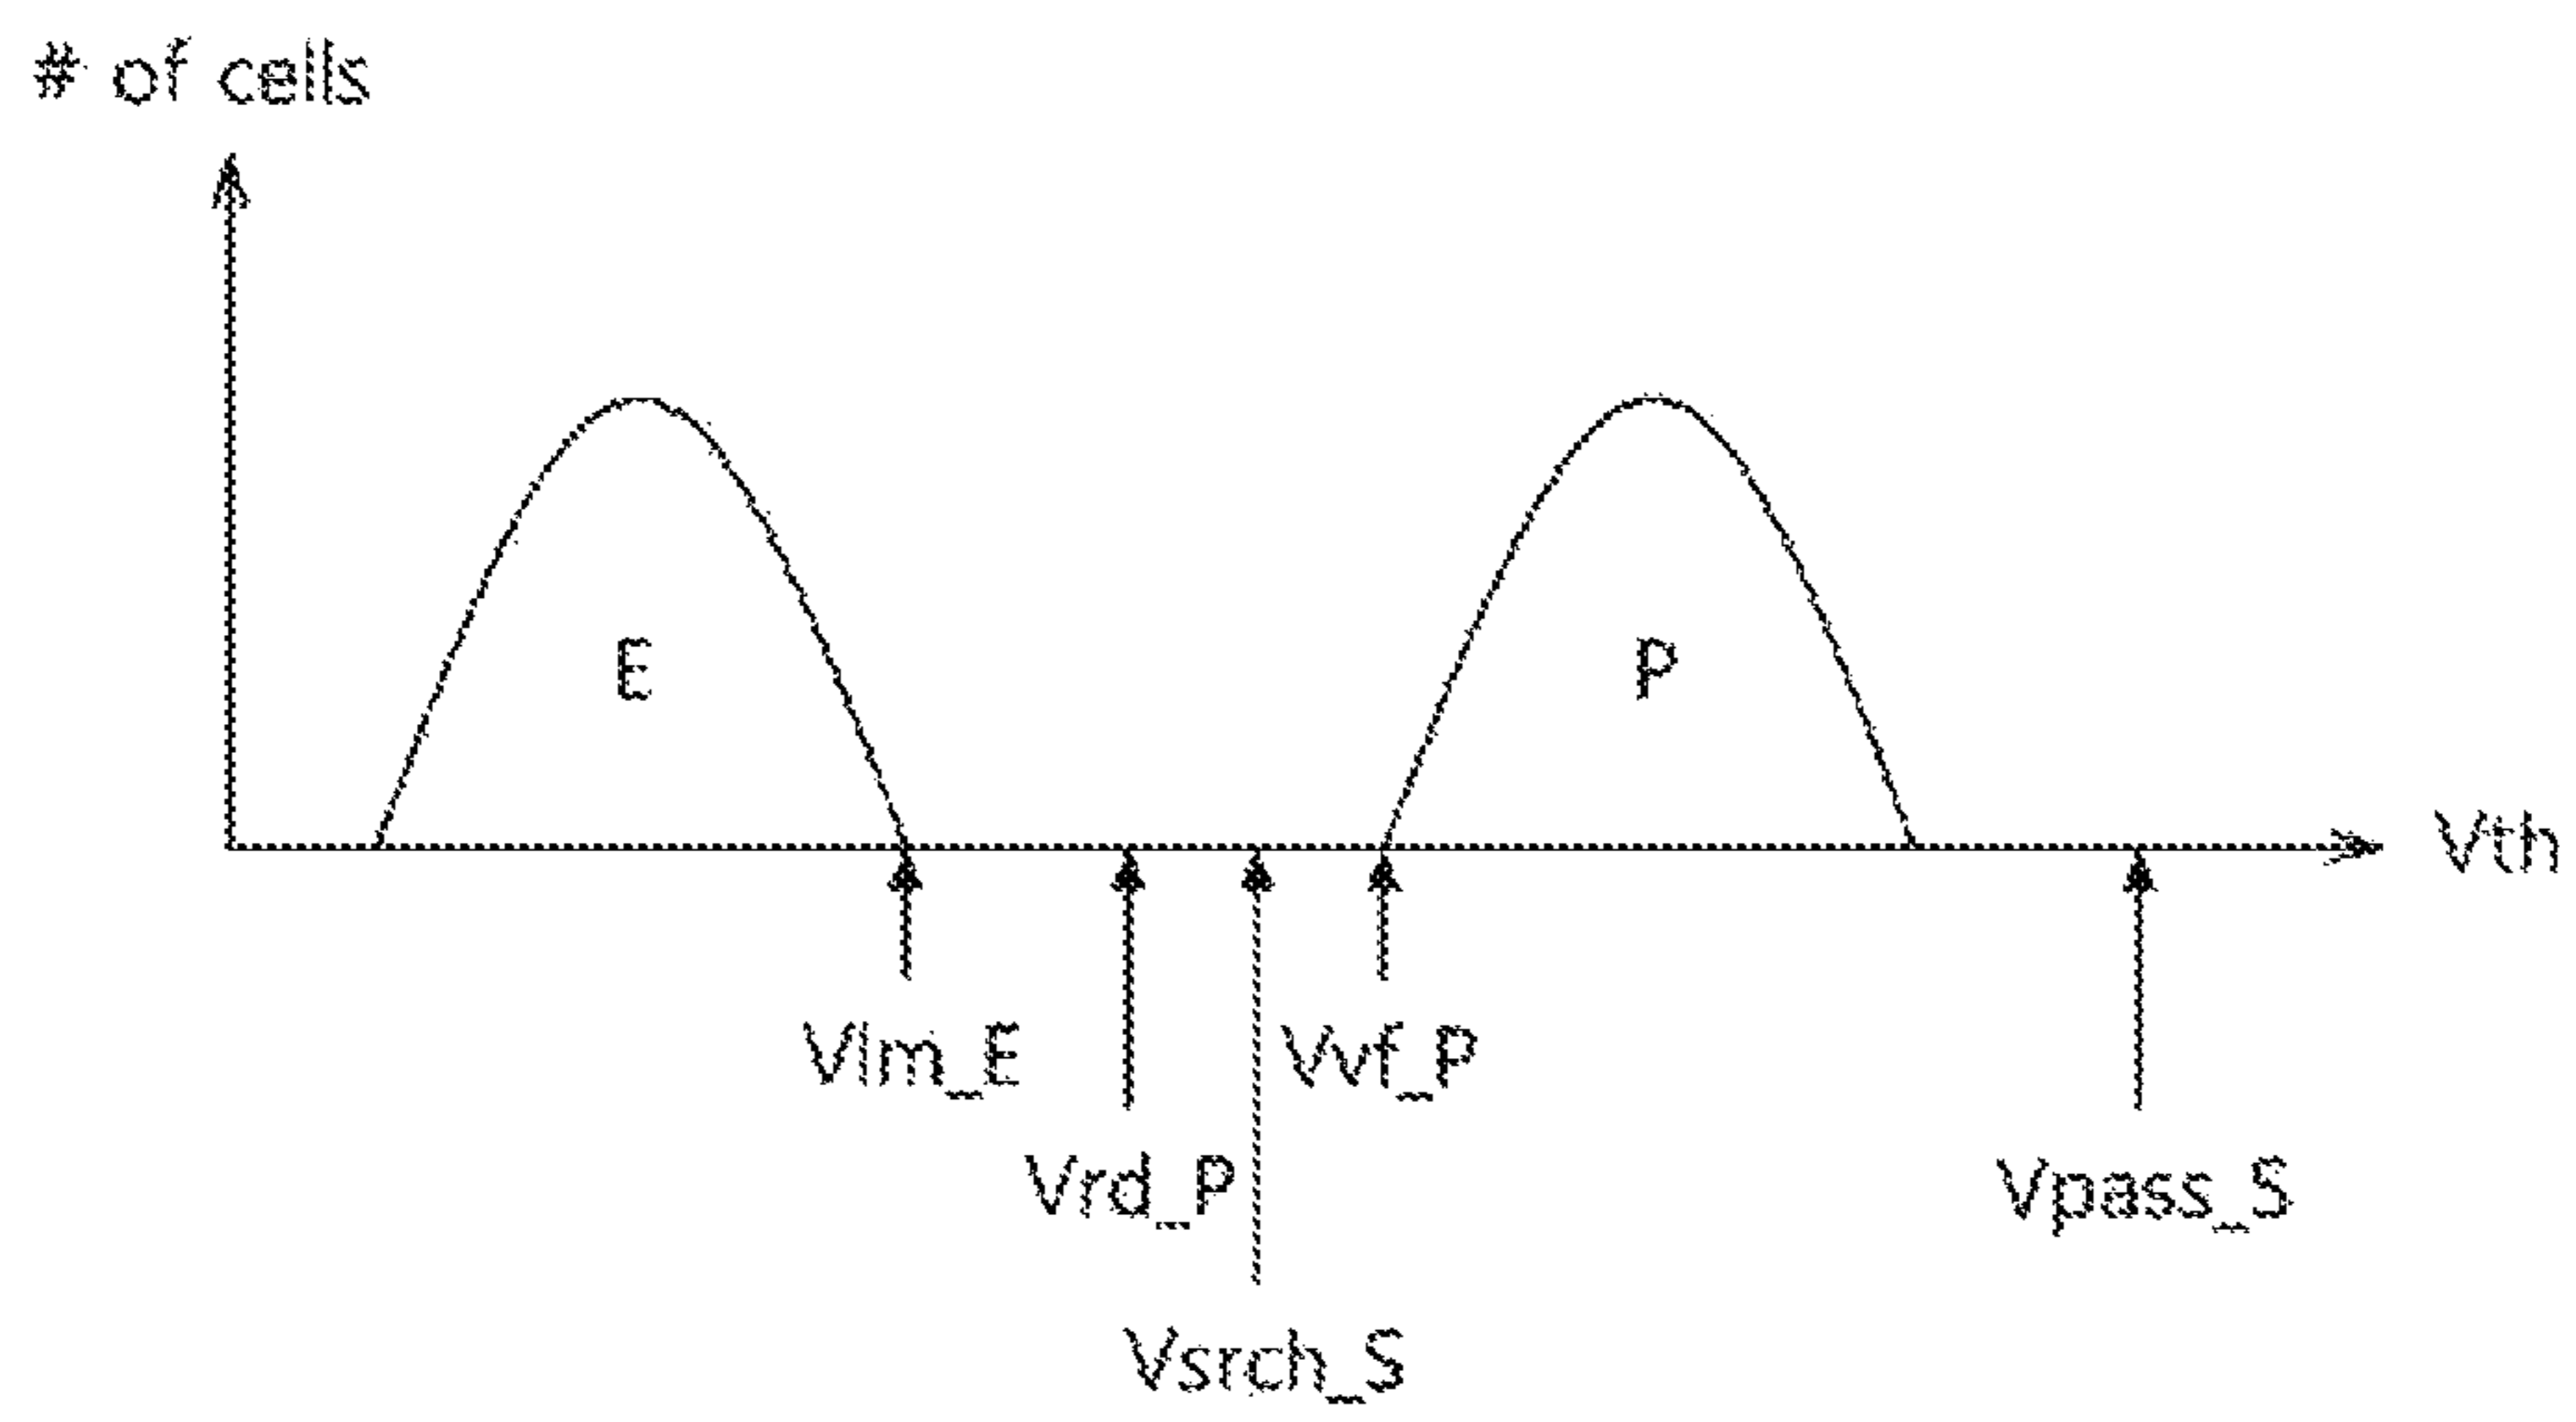 # of cells
E
P
Vth
Vlm_E
Vvf_P
Vrd_P
Vpass_S
Vsrch_S